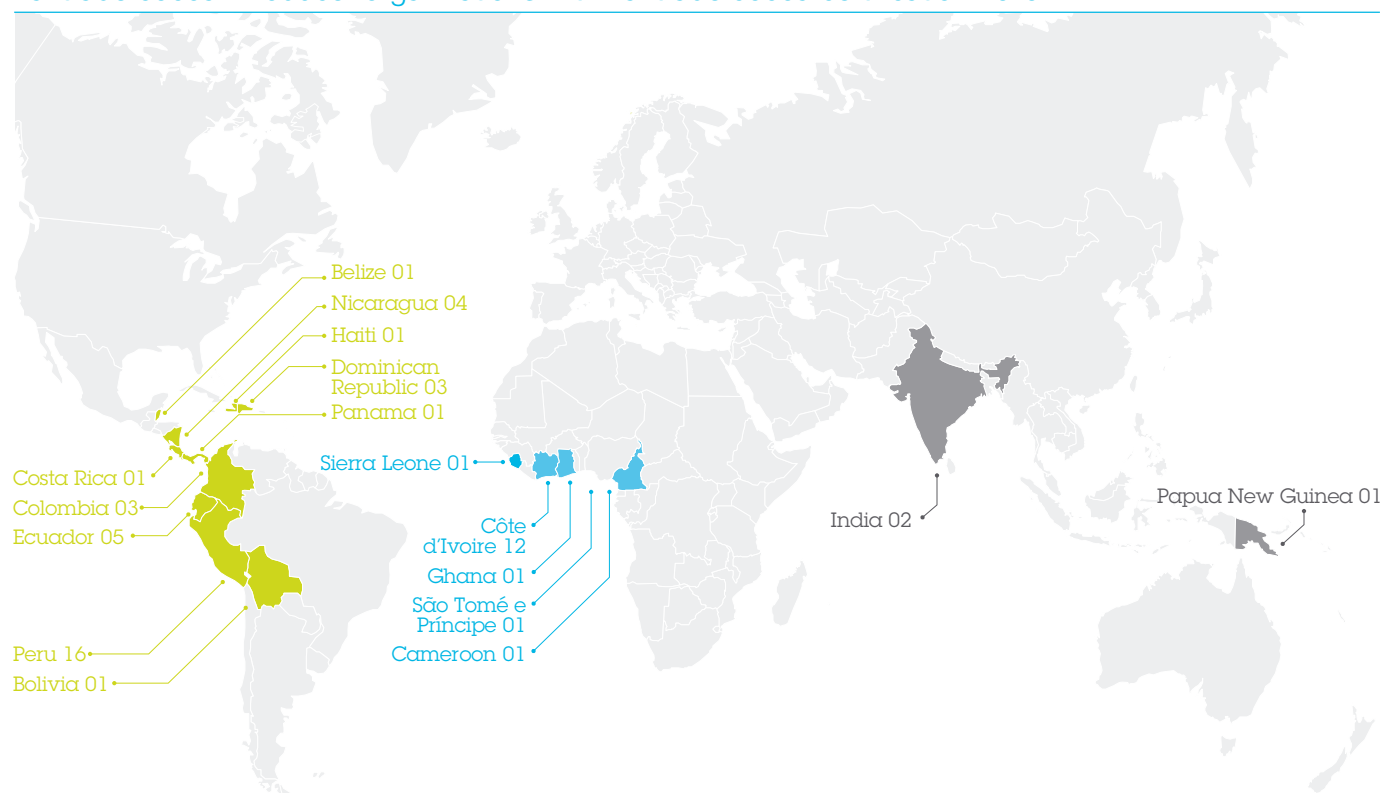 Belize 01
Nicaragua 04
Haiti 01
Dominican
Republic 03
Panama 01
Costa Rica 01
Colombia 03
Ecuador 05
Peru 16
Bolivia 01
Sierra Leone 01
Côte
d'Ivoire 12
Ghana 01
São Tomé e
Príncipe 01
Cameroon 01
India 02
Papua New Guinea 01